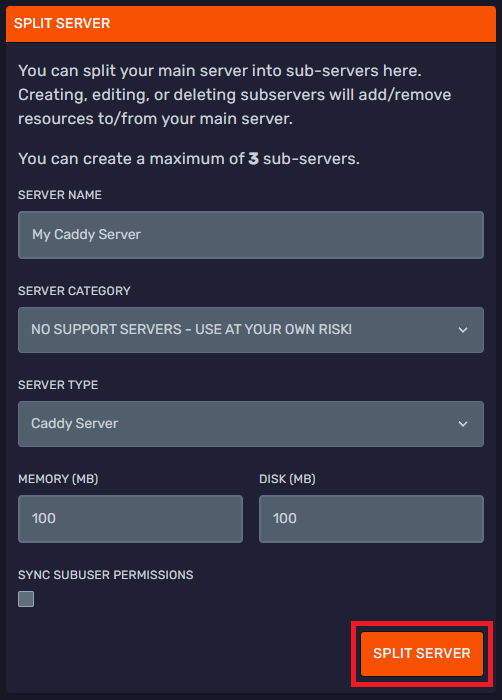 SPLIT SERVER
You can split your main server into sub-servers here.
Creating, editing, or deleting subservers will add/remove
resources to/from your main server.
You can create a maximum of 3 sub-servers.
SERVER NAME
My Caddy Server
SERVER CATEGORY
NO SUPPORT SERVERS - USE AT YOUR OWN RISK!
SERVER TYPE
Caddy Server
MEMORY (MB) DISK (MB)
100 100
SYNC SUBUSER PERMISSIONS
SPLIT SERVER